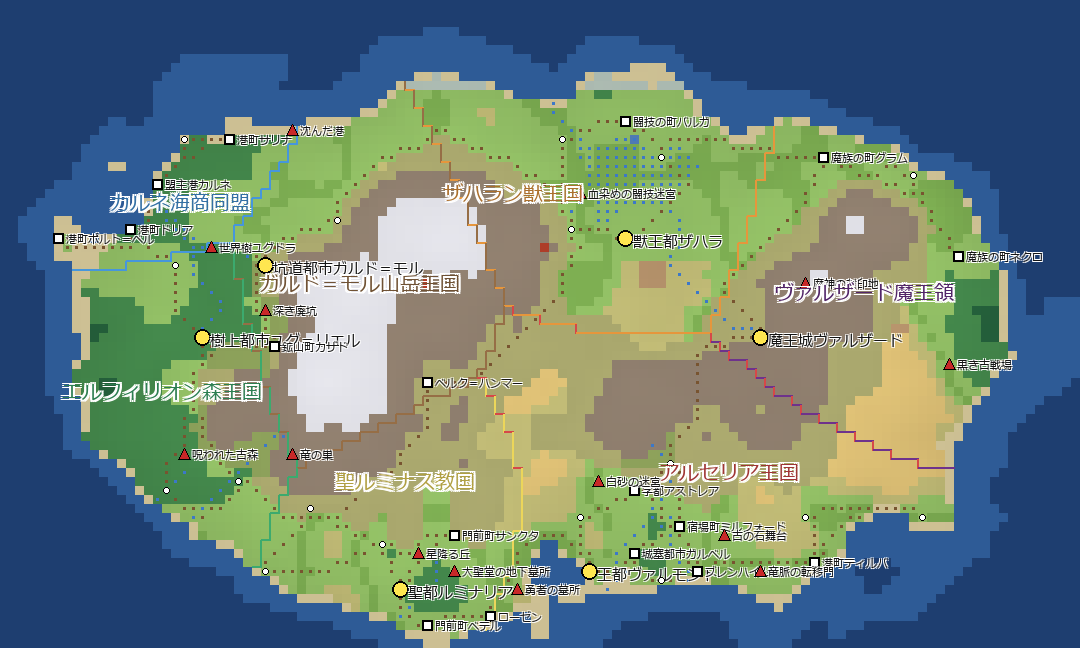 闘技の町バルカ
沈んだ港
港町サリナ
魔族の町グラム
盟主港カルネ
ザハラン獣王国
血染めの闘技迷宮
カルネ海商同盟
港町ドリア
港町ポルト＝ベル
獣王都ザハラ
世界樹ユグドラ
魔族の町ネクロ
坑道都市ガルド＝モル
ガルド＝モル山岳王国
ヴァルザード魔王領
深き廃坑
樹上都市
鉱山町カザド
魔王城ヴァルザード
黒き古戦場
ベルク＝ハンマー
エルフィリオン森王国
呪われた古森
竜の巣
アルセリア王国
聖ルミナス教国
白砂の迷宮
学都アストレア
宿場町ミルフォード
古の石舞台
門前町サンクタ
星降る丘
城塞都市ガルベル
港町ティルバ
大聖堂の地下墓所
王都ヴァルモント
竜脈の転移門
聖都ルミナリア
勇者の墓所
ローゼン
門前町ベテル